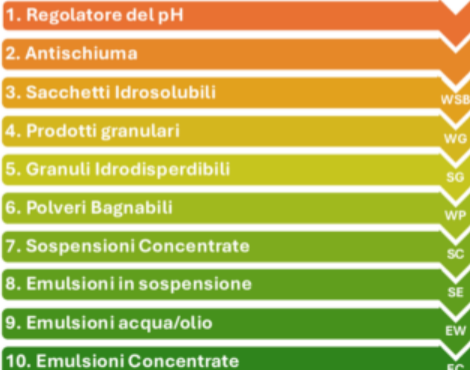 1. Regolatore del pH
2. Antischiuma
3. Sacchetti Idrosolubili
WSB
4. Prodotti granulari
WG
5. Granuli Idrodisperdibili
SG
6. Polveri Bagnabili
WP
7. Sospensioni Concentrate
SC
8. Emulsioni in sospensione
SE
9. Emulsioni acqua/olio
EW
10. Emulsioni Concentrate
EC